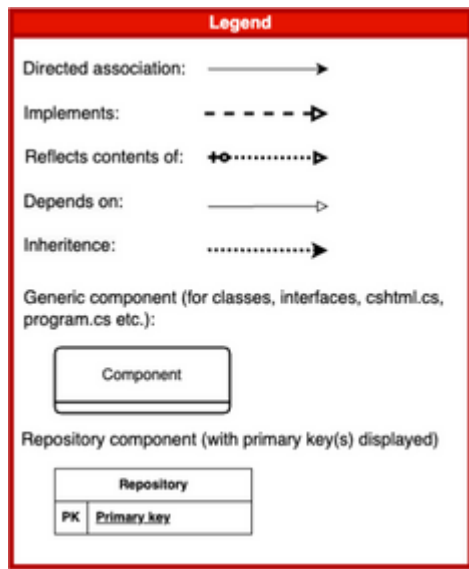 Legend
Directed association:
Implements:
Reflects contents of:
Depends on:
Inheritence:
Generic component (for classes, interfaces, cshtml.cs,
program.cs etc.):
Component
Repository component (with primary key(s) displayed)
Repository
PK Primary key